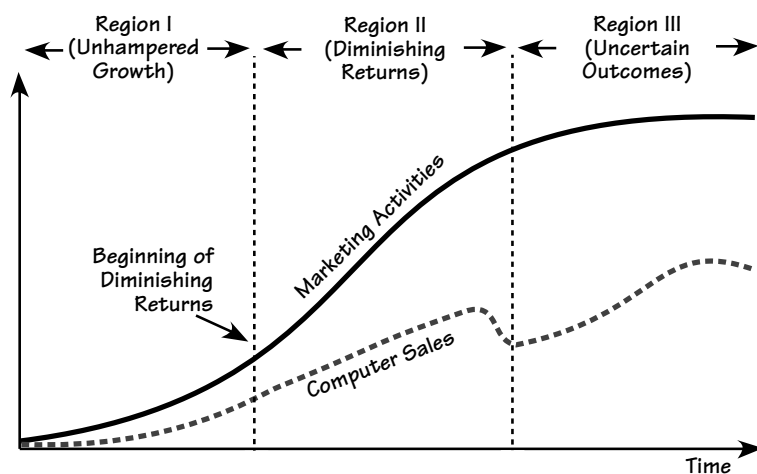 Region I
(Unhampered
Growth)
Region II
(Diminishing
Returns)
Region III
(Uncertain
Outcomes)
Beginning of
Diminishing
Returns
Marketing Activities
Computer Sales
Time